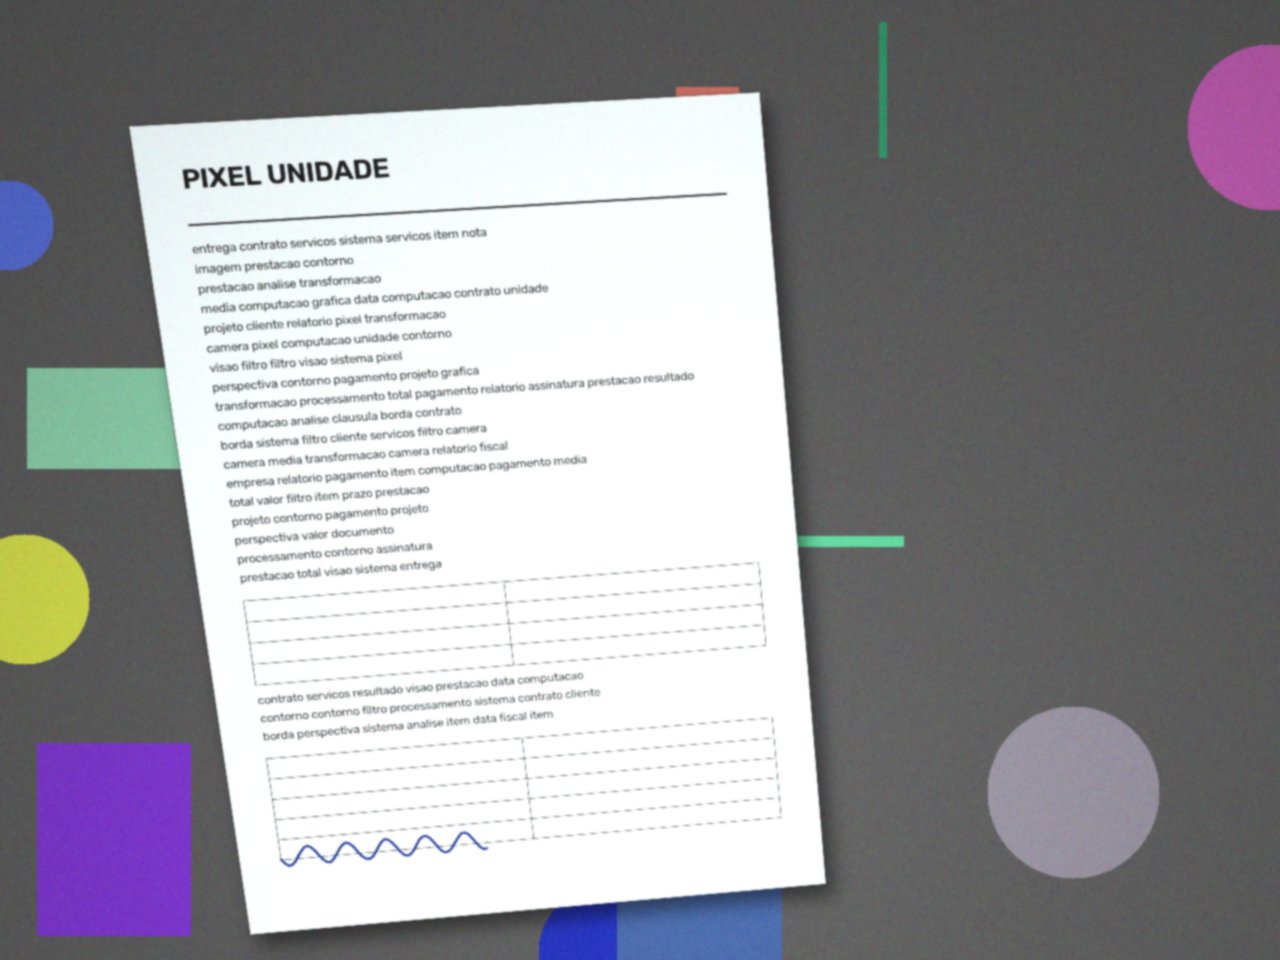 PIXEL UNIDADE
entrega contrato servicos sistema servicos item nota
imagem prestacao contorno
prestacao analise transformacao
media computacao grafica data computacao contrato unidade
projeto cliente relatorio pixel transformacao
camera pixel computacao unidade contorno
visao filtro filtro visao sistema pixel
perspectiva contorno pagamento projeto grafica
transformacao processamento total pagamento relatorio assinatura prestacao resultado
computacao analise clausula borda contrato
borda sistema filtro cliente servicos filtro camera
camera media transformacao camera relatorio fiscal
empresa relatorio pagamento item computacao pagamento media
total valor filtro item prazo prestacao
projeto contorno pagamento projeto
perspectiva valor documento
processamento contorno assinatura
prestacao total visao sistema entrega
contrato servicos resultado visao prestacao data computacao
contorno contorno filtro processamento sistema contrato cliente
borda perspectiva sistema analise item data fiscal item